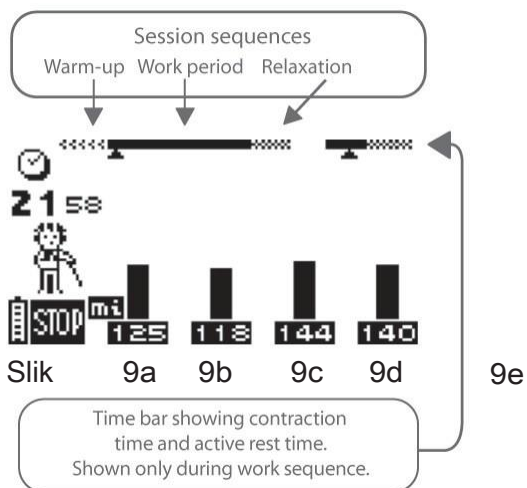 Session sequences
Warm-up Work period Relaxation
21 58
mi
STOP 125 118 144 140
Slik 9a 9b 9c 9d 9e
Time bar showing contraction
time and active rest time.
Shown only during work sequence.